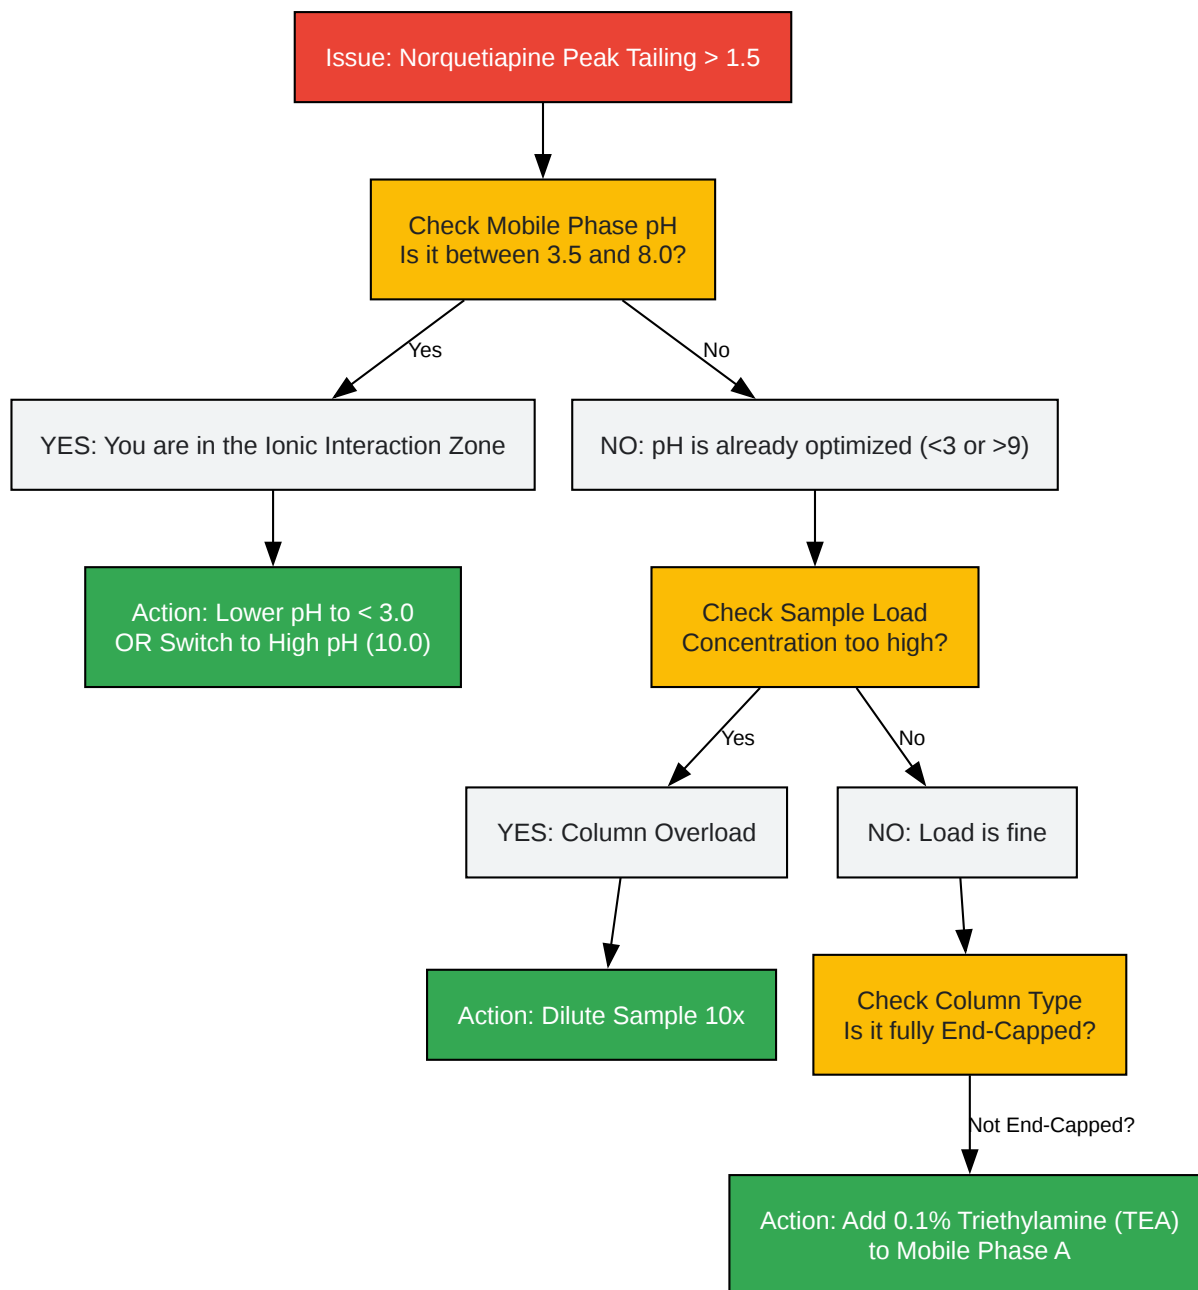 Issue: Norquetiapine Peak Tailing > 1.5
Check Mobile Phase pH
Is it between 3.5 and 8.0?
Yes
No
YES: You are in the Ionic Interaction Zone
NO: pH is already optimized (<3 or >9)
Action: Lower pH to < 3.0
OR Switch to High pH (10.0)
Check Sample Load
Concentration too high?
Yes
No
YES: Column Overload
NO: Load is fine
Action: Dilute Sample 10x
Check Column Type
Is it fully End-Capped?
Not End-Capped?
Action: Add 0.1% Triethylamine (TEA)
to Mobile Phase A